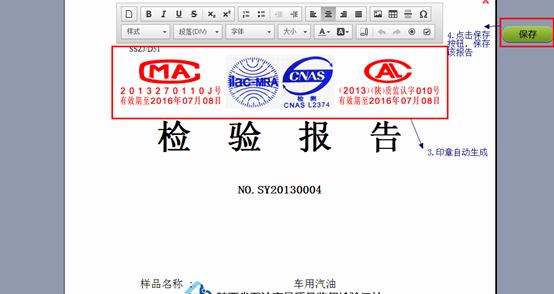 样式
段落(DIV)
字体
大小
SSZJ/D51
4.点击保存
按钮，保存
该报告
保存
MA
2013270110J号
有效期至2016年07月08日
ilac-MRA
CNAS
检 测
CNAS L2374
AL
(2013)(陕)质监认字010号
有效期至2016年07月08日
检 验 报 告
3.印章自动生成
NO.SY20130004
样品名称： 车用汽油